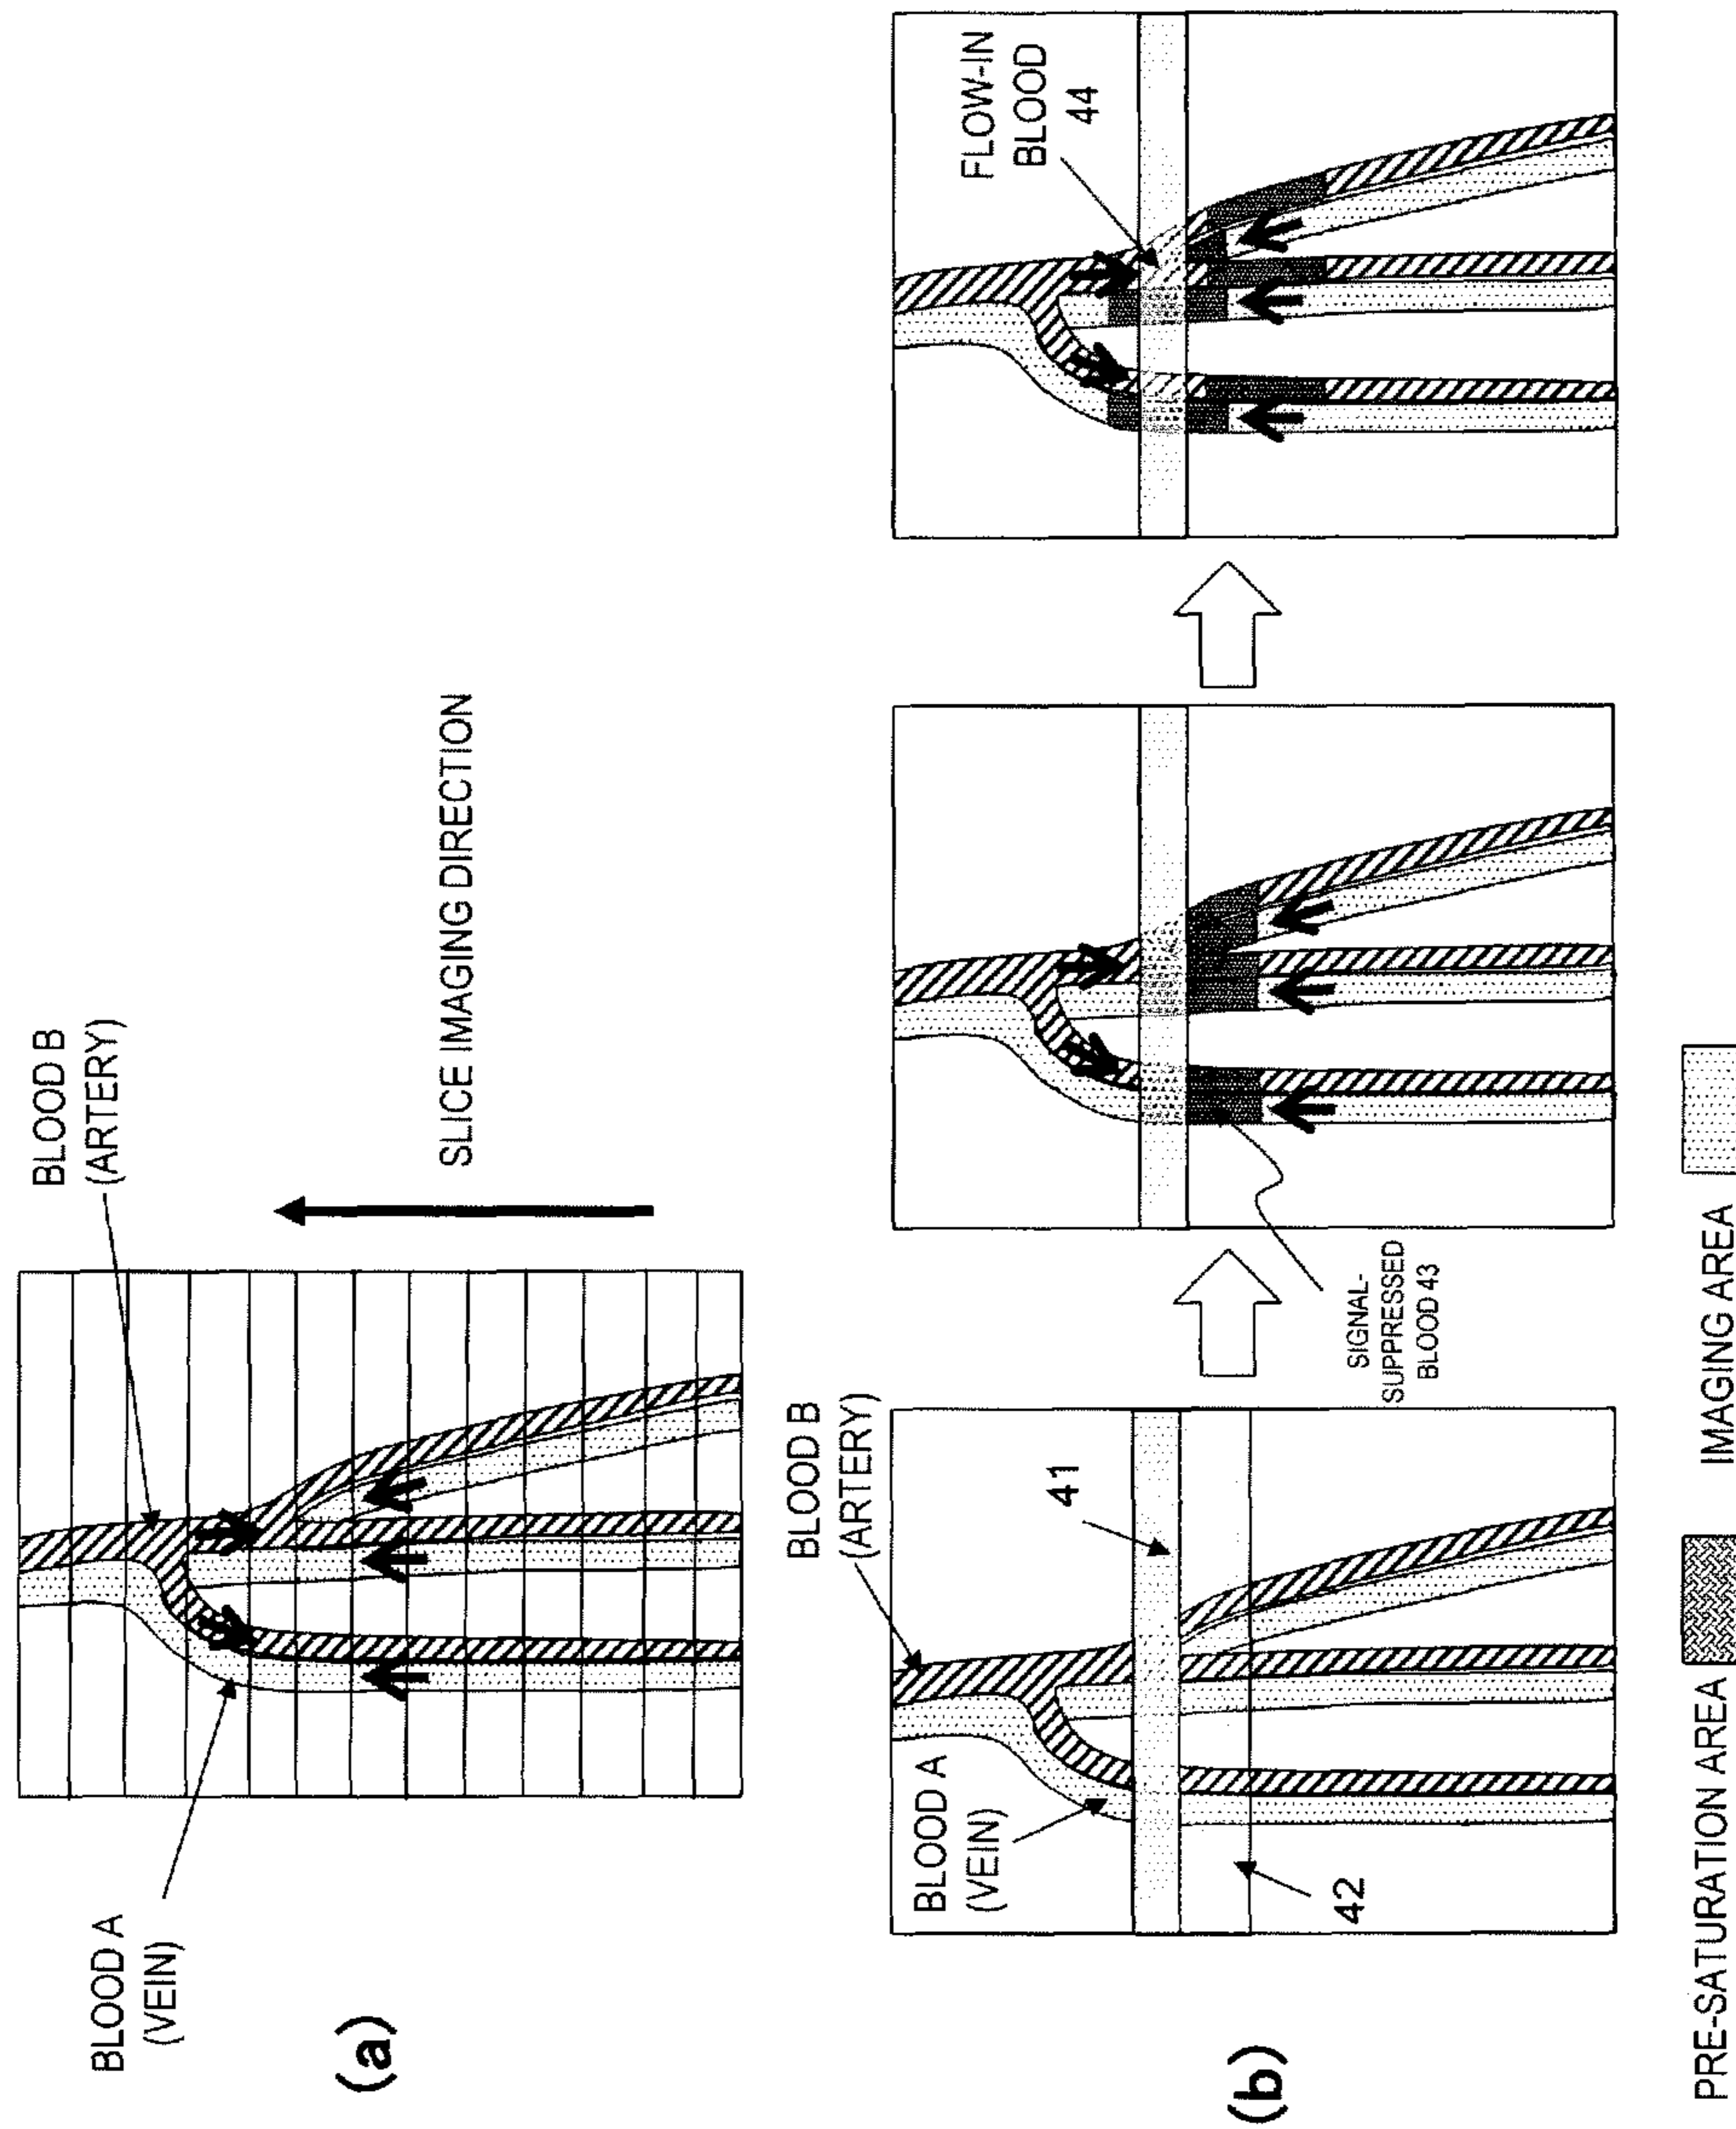 (a)
BLOOD A
(VEIN)
BLOOD B
(ARTERY)
SLICE IMAGING DIRECTION
(b)
BLOOD A
(VEIN)
BLOOD B
(ARTERY)
41
42
SIGNAL-
SUPPRESSED
BLOOD 43
FLOW-IN
BLOOD
44
PRE-SATURATION AREA
IMAGING AREA